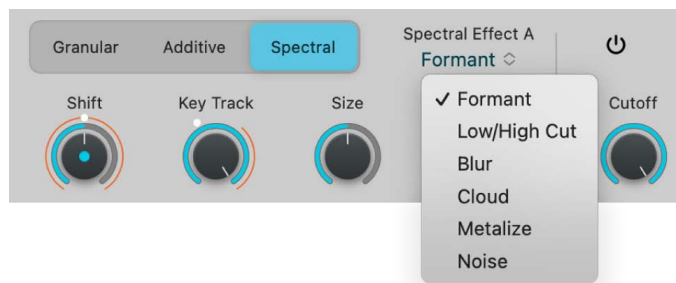 Granular Additive Spectral
Spectral Effect A
Formant
Shift Key Track Size Cutoff
Formant
Low/High Cut
Blur
Cloud
Metalize
Noise